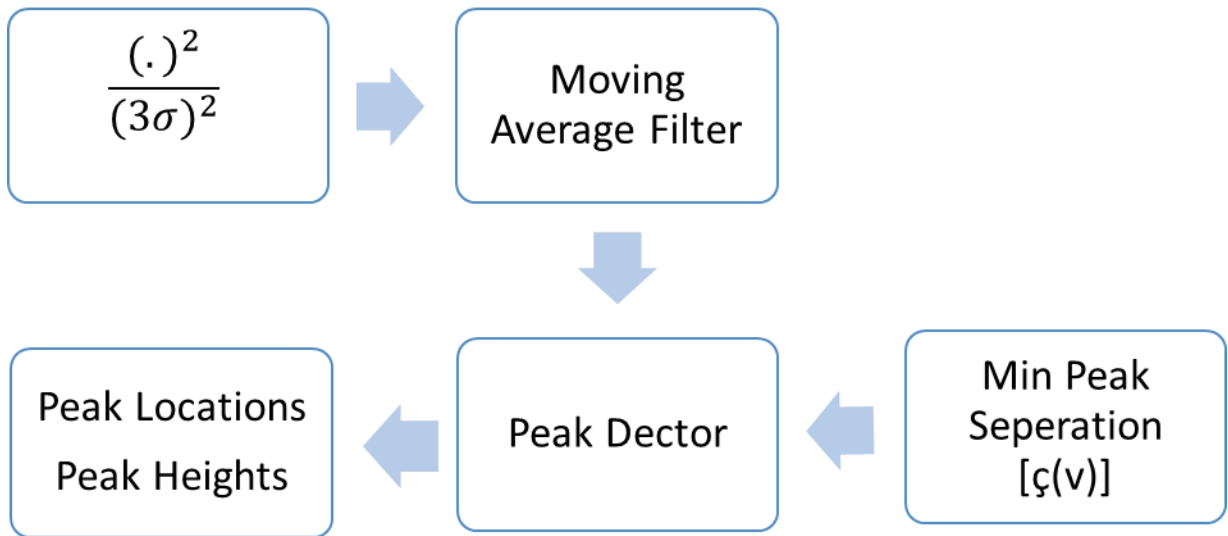 (.)²
(3σ)²
Moving
Average Filter
Peak Locations
Peak Heights
Peak Dector
Min Peak
Seperation
[ç(v)]